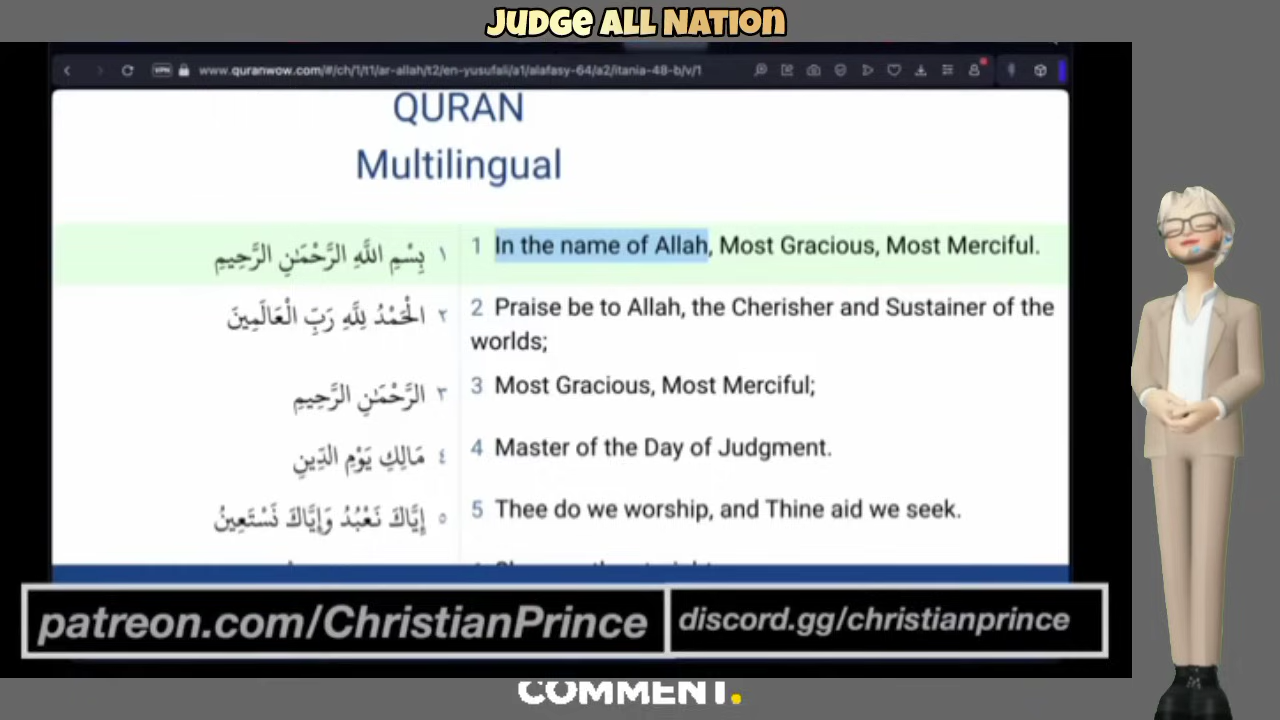 JUDGE ALL NATION
www.quranwow.com/#/ch/1/t1/ar-allah/t2/en-yusufali/a1/alafasy-64/a2/itania-48-b/v/1
QURAN
Multilingual
١ بِسْمِ اللَّهِ الرَّحْمَٰنِ الرَّحِيمِ
1 In the name of Allah, Most Gracious, Most Merciful.
٢ الْحَمْدُ لِلَّهِ رَبِّ الْعَالَمِينَ
2 Praise be to Allah, the Cherisher and Sustainer of the
worlds;
٣ الرَّحْمَٰنِ الرَّحِيمِ
3 Most Gracious, Most Merciful;
٤ مَالِكِ يَوْمِ الدِّينِ
4 Master of the Day of Judgment.
٥ إِيَّاكَ نَعْبُدُ وَإِيَّاكَ نَسْتَعِينُ
5 Thee do we worship, and Thine aid we seek.
patreon.com/ChristianPrince
discord.gg/christianprince
COMMENT.